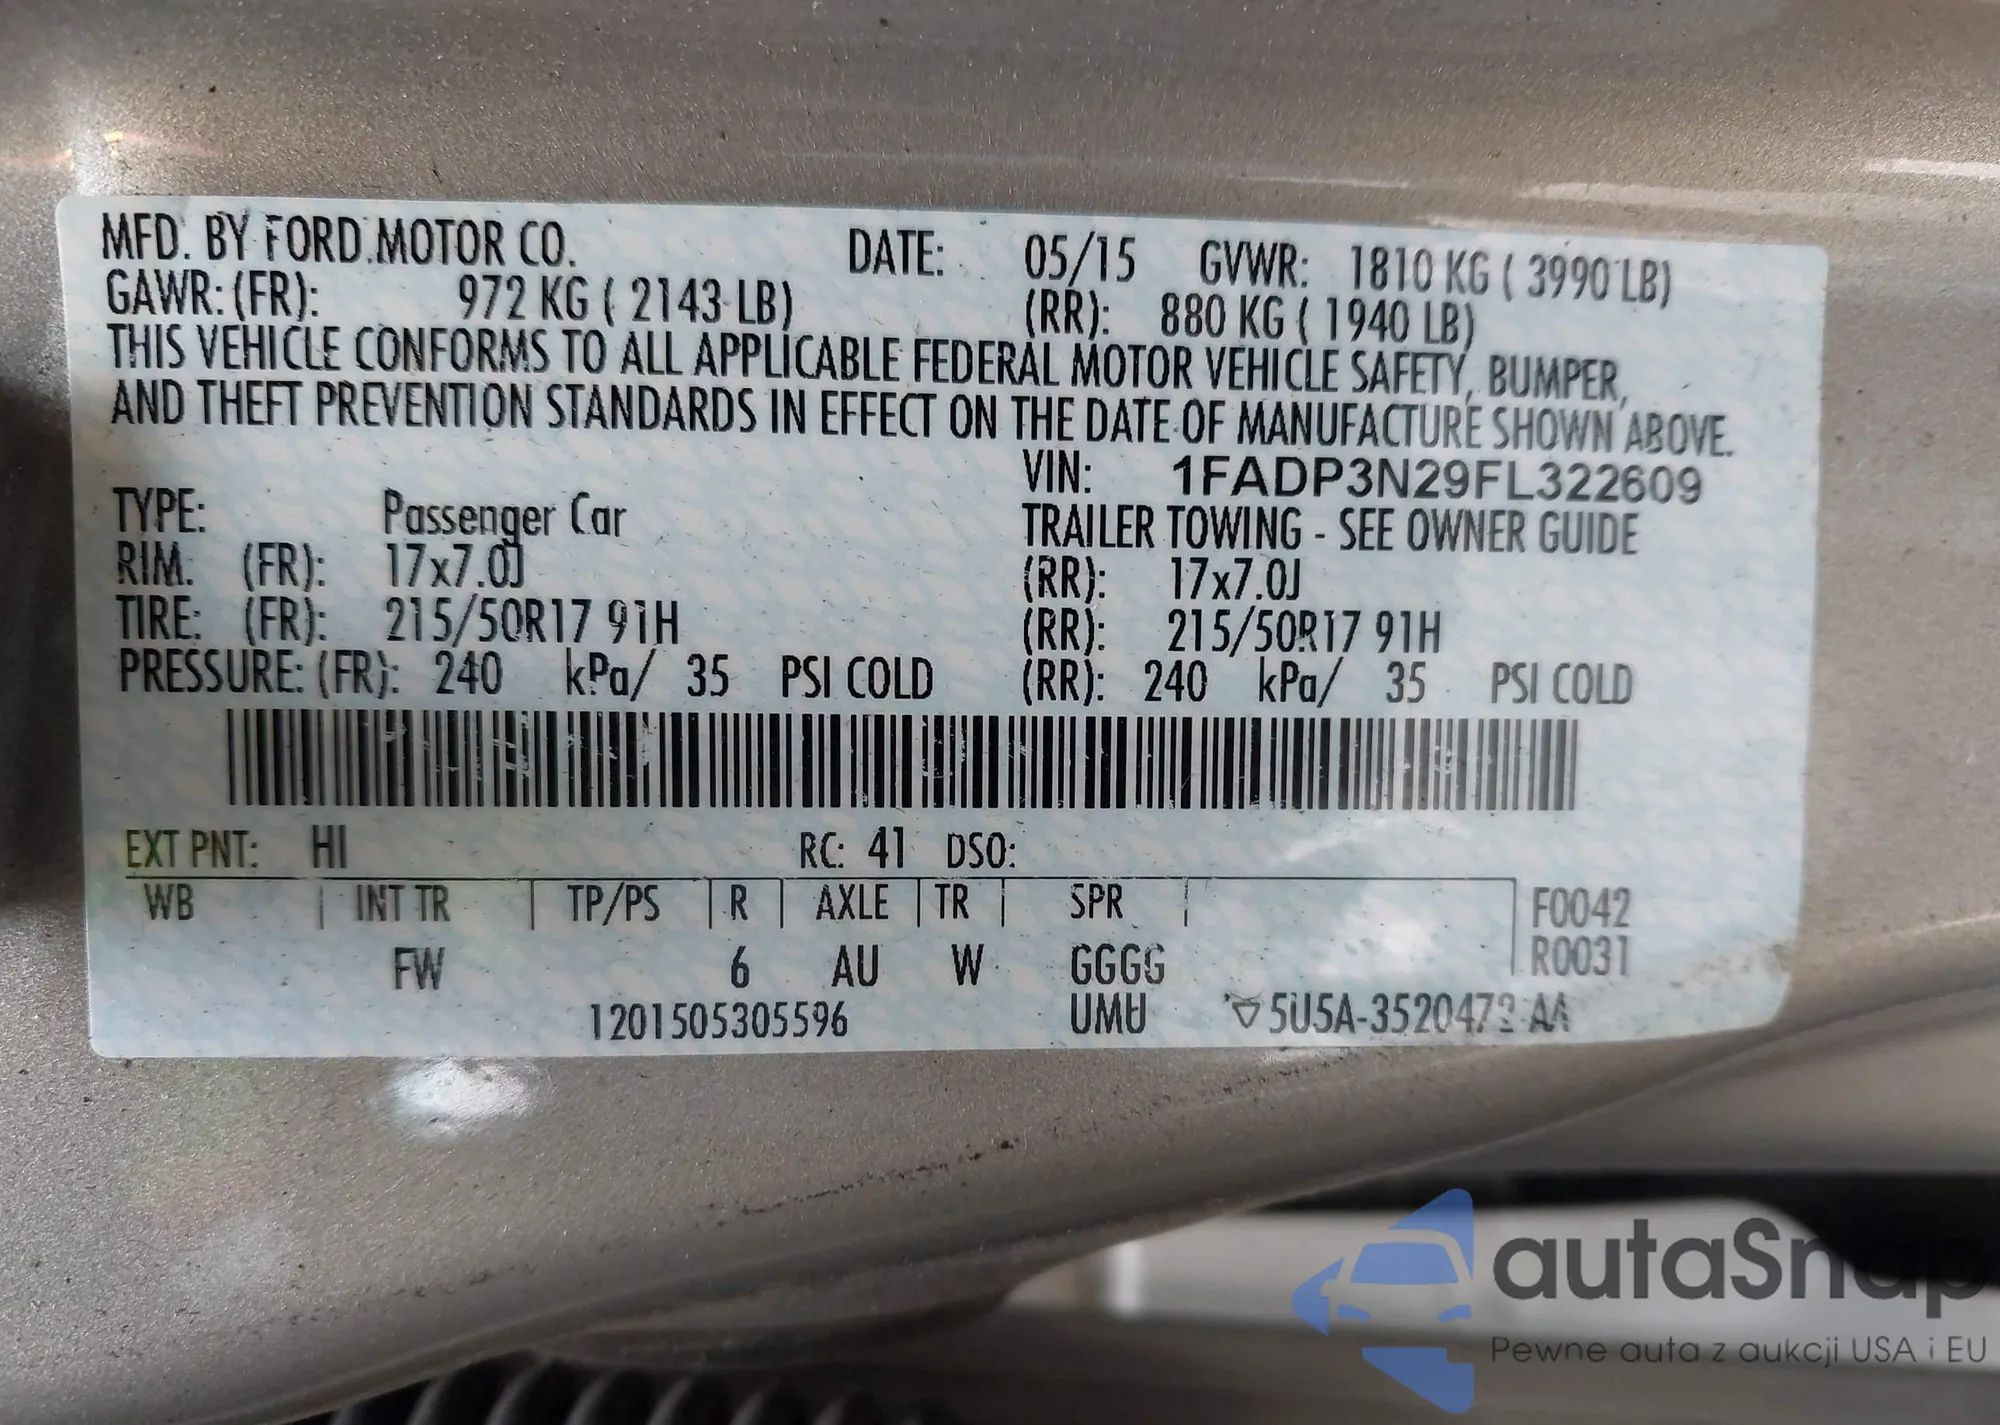 MFD. BY FORD MOTOR CO. DATE: 05/15 GVWR: 1810 KG ( 3990 LB)
GAWR: (FR): 972 KG ( 2143 LB) (RR): 880 KG ( 1940 LB)
THIS VEHICLE CONFORMS TO ALL APPLICABLE FEDERAL MOTOR VEHICLE SAFETY, BUMPER,
AND THEFT PREVENTION STANDARDS IN EFFECT ON THE DATE OF MANUFACTURE SHOWN ABOVE.
VIN: 1FADP3N29FL322609
TYPE: Passenger Car TRAILER TOWING - SEE OWNER GUIDE
RIM: (FR): 17x7.0J (RR): 17x7.0J
TIRE: (FR): 215/50R17 91H (RR): 215/50R17 91H
PRESSURE: (FR): 240 kPa/ 35 PSI COLD (RR): 240 kPa/ 35 PSI COLD
EXT PNT: HI RC: 41 DSO:
WB INT TR TP/PS R AXLE TR SPR F0042
R0031
FW 6 AU W GGGG
1201505305596 UMU 5U5A-3520472-AA
autaSnap
Pewne auta z aukcji USA i EU